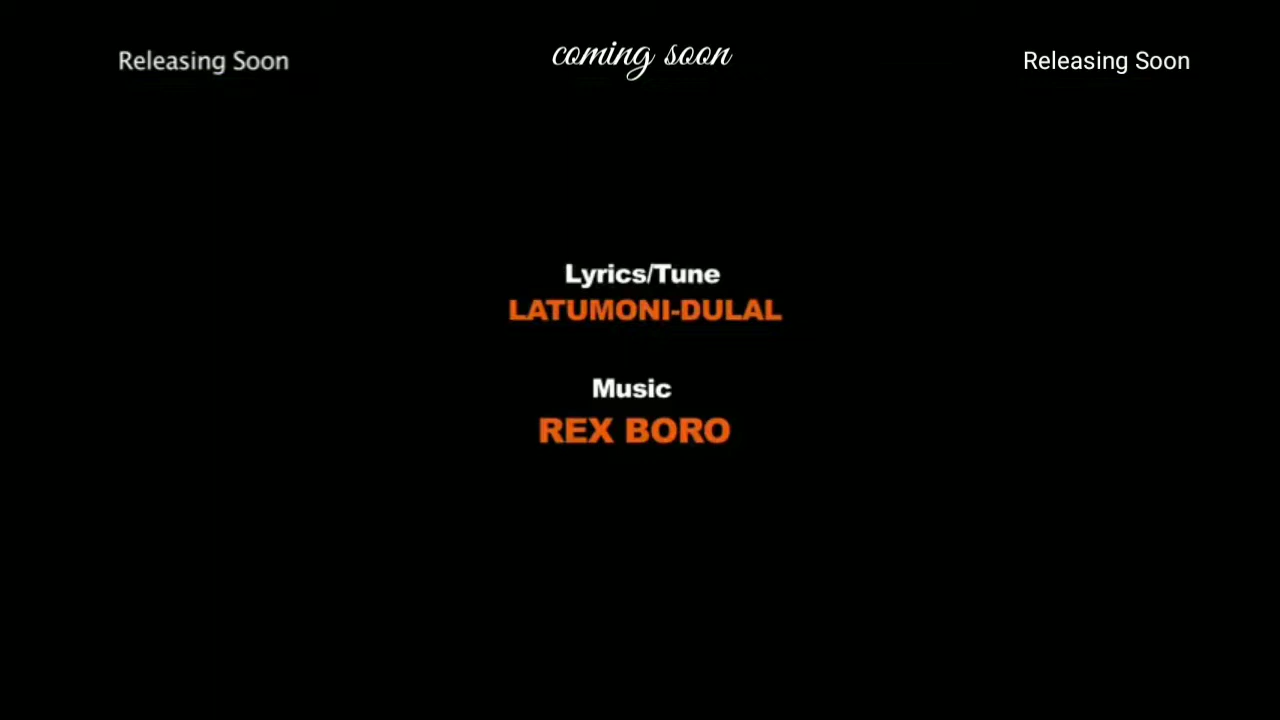 Releasing Soon
coming soon
Releasing Soon
Lyrics/Tune
LATUMONI-DULAL
Music
REX BORO